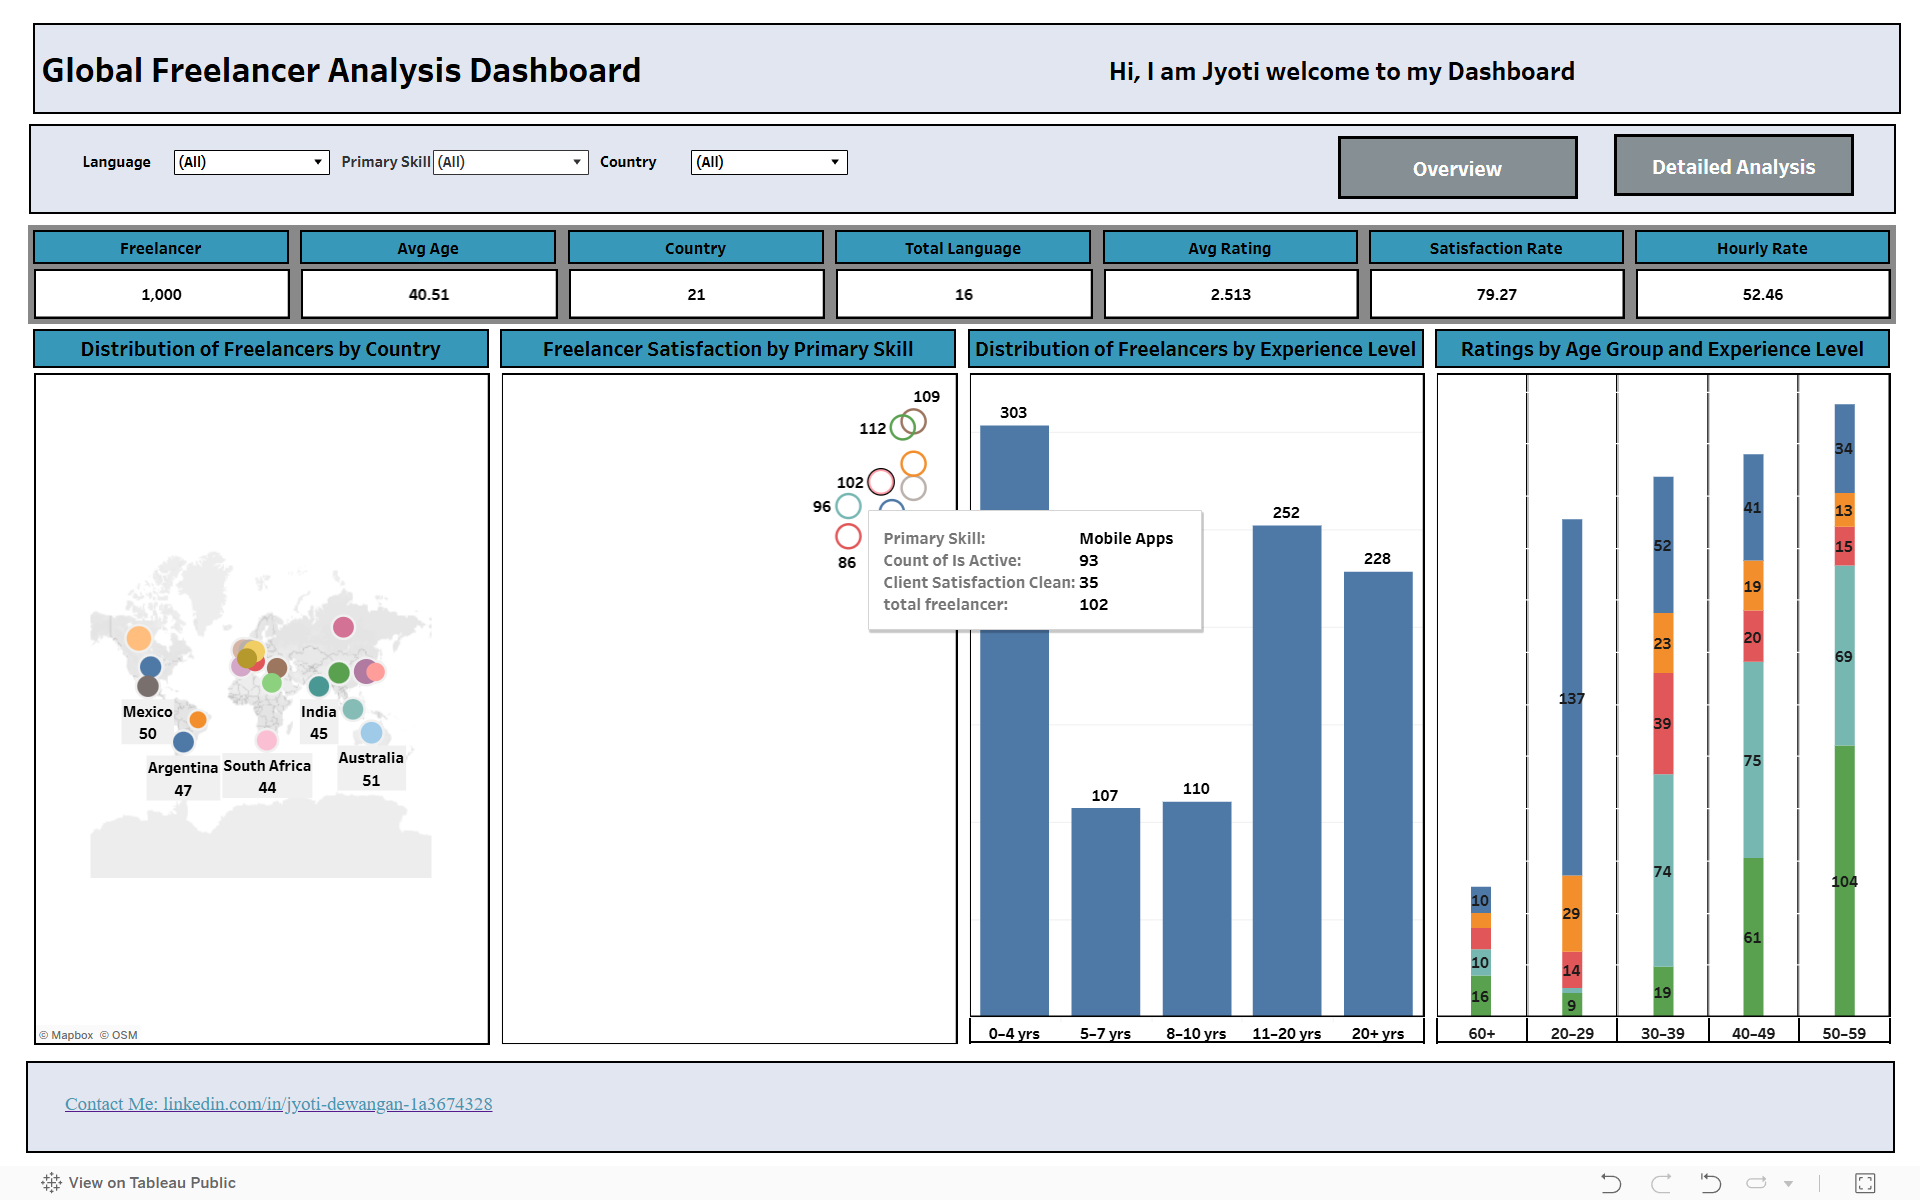 Global Freelancer Analysis Dashboard
Hi, I am Jyoti welcome to my Dashboard
Language (All) Primary Skill (All) Country (All)
Overview
Detailed Analysis
Freelancer Avg Age Country Total Language Avg Rating Satisfaction Rate Hourly Rate
1,000 40.51 21 16 2.513 79.27 52.46
Distribution of Freelancers by Country
Mexico
50
India
45
Argentina
47
South Africa
44
Australia
51
© Mapbox © OSM
Freelancer Satisfaction by Primary Skill
109
112
102
96
86
Primary Skill: Mobile Apps
Count of Is Active: 93
Client Satisfaction Clean: 35
total freelancer: 102
Distribution of Freelancers by Experience Level
303
107
110
252
228
0–4 yrs 5–7 yrs 8–10 yrs 11–20 yrs 20+ yrs
Ratings by Age Group and Experience Level
10
10
16
137
29
14
9
52
23
39
74
19
41
19
20
75
61
34
13
15
69
104
60+ 20–29 30–39 40–49 50–59
Contact Me: linkedin.com/in/jyoti-dewangan-1a3674328
View on Tableau Public